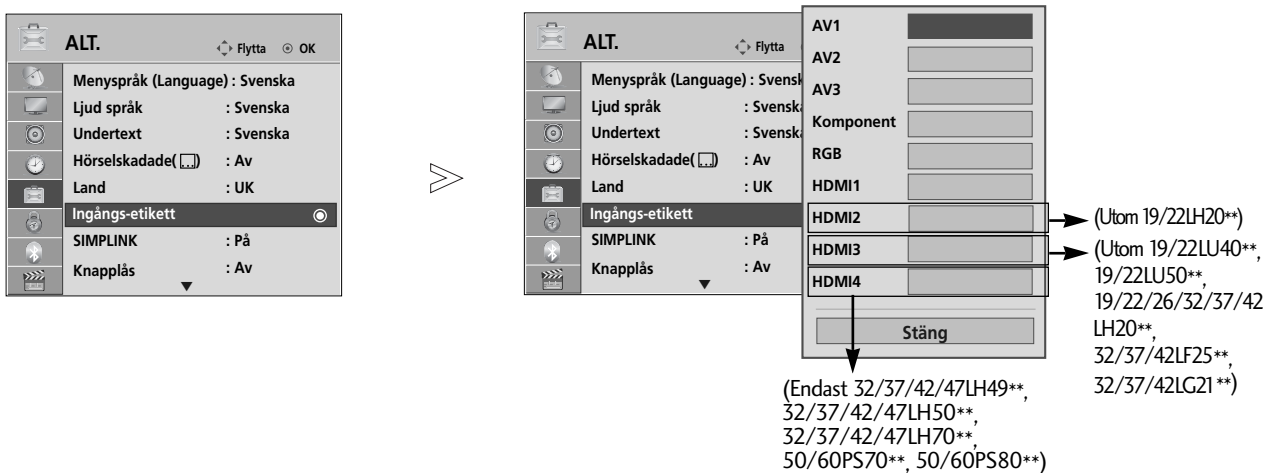 ALT.
Flytta OK
Menyspråk (Language) : Svenska
Ljud språk : Svenska
Undertext : Svenska
Hörselskadade( ) : Av
Land : UK
Ingångs-etikett
SIMPLINK : På
Knapplås : Av
ALT.
Flytta
Menyspråk (Language) : Svensk
Ljud språk : Svenska
Undertext : Svenska
Hörselskadade( ) : Av
Land : UK
Ingångs-etikett
SIMPLINK : På
Knapplås : Av
AV1
AV2
AV3
Komponent
RGB
HDMI1
HDMI2
HDMI3
HDMI4
Stäng
(Utom 19/22LH20**)
(Utom 19/22LU40**,
19/22LU50**,
19/22/26/32/37/42
LH20**,
32/37/42LF25**,
32/37/42LG21**)
(Endast 32/37/42/47LH49**,
32/37/42/47LH50**,
32/37/42/47LH70**,
50/60PS70**, 50/60PS80**)